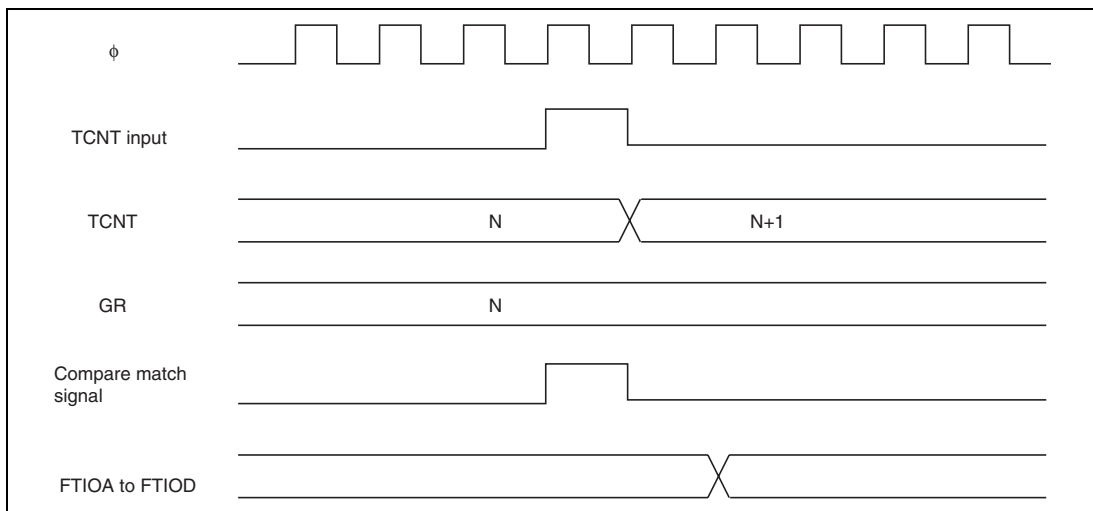 ϕ
TCNT input
TCNT
N
N+1
GR
N
Compare match
signal
FTIOA to FTIOD